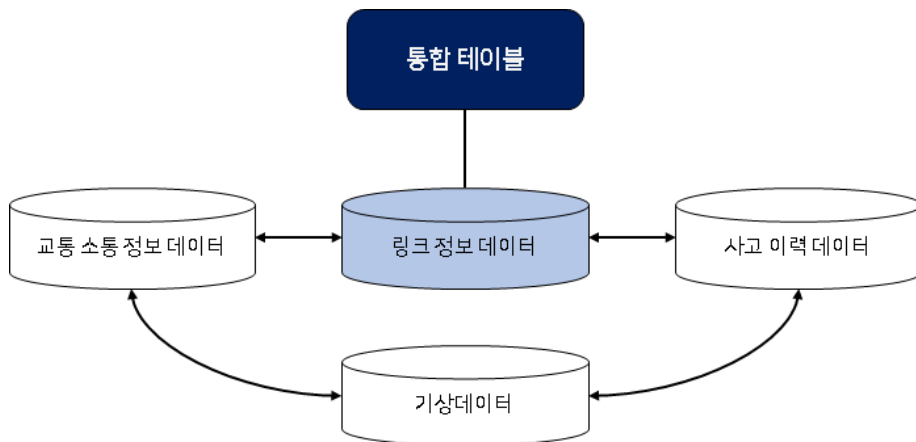 통합 테이블
교통 소통 정보 데이터
링크 정보 데이터
사고 이력 데이터
기상데이터